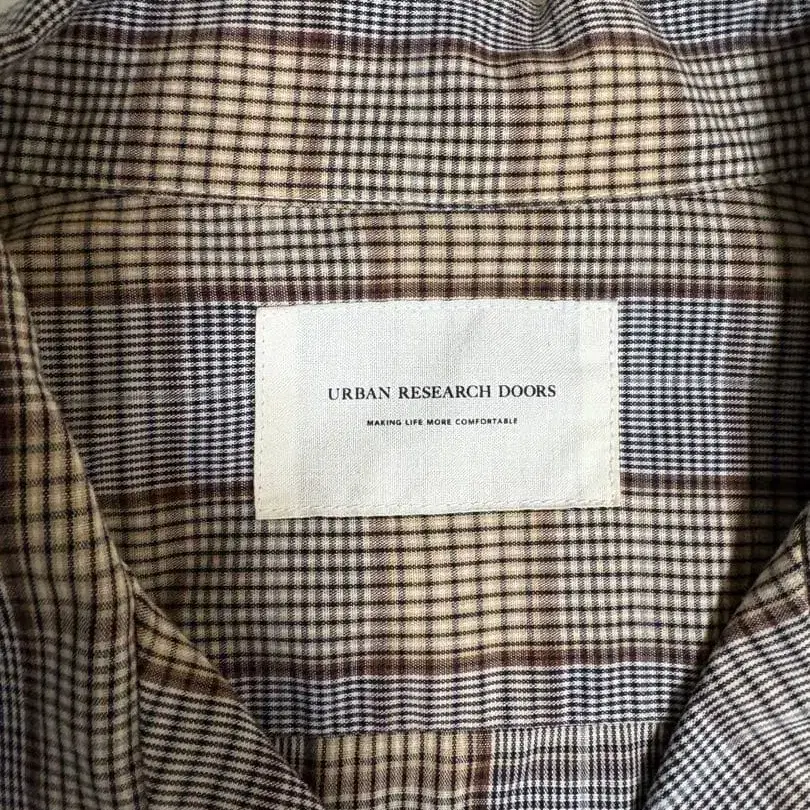 URBAN RESEARCH DOORS
MAKING LIFE MORE COMFORTABLE